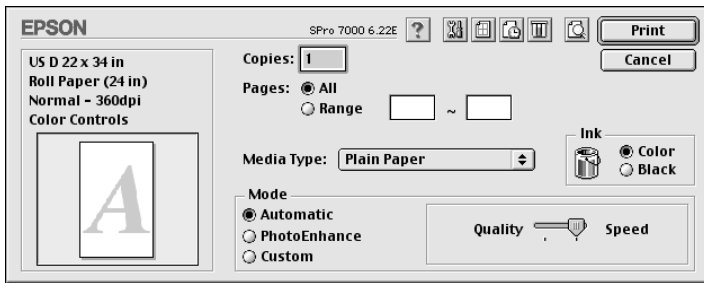 EPSON
SPro 7000 6.22E ?
Print
Cancel
US D 22 x 34 in
Roll Paper (24 in)
Normal - 360dpi
Color Controls
A
Copies: 1
Pages: All
Range ~
Media Type: Plain Paper
Ink
Color
Black
Mode
Automatic
PhotoEnhance
Custom
Quality Speed